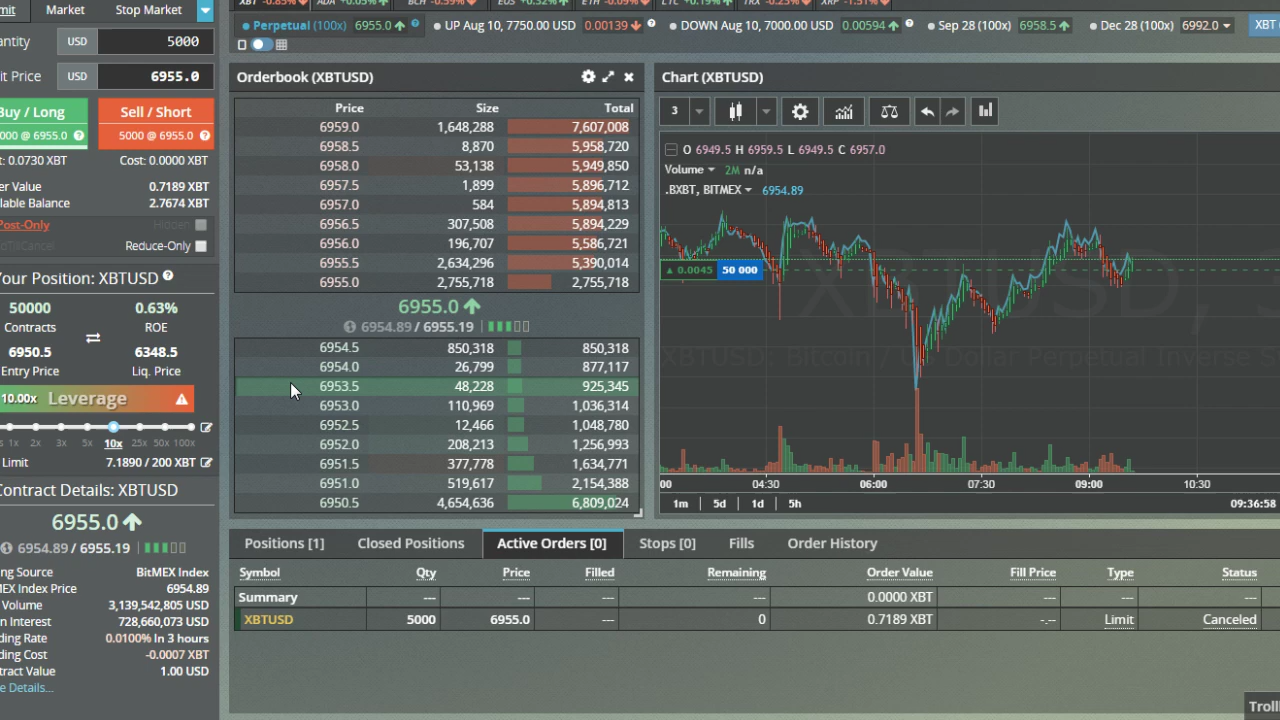 Market Stop Market
USD 5000
USD 6955.0
Buy / Long Sell / Short
5000 @ 6955.0
0.0730 XBT Cost: 0.0000 XBT
Value 0.7189 XBT
Balance 2.7674 XBT
Post-Only Hidden
Reduce-Only
Your Position: XBTUSD
50000 0.63%
Contracts ROE
6950.5 6348.5
Entry Price Liq. Price
10.00x Leverage
1x 2x 3x 5x 10x 25x 50x 100x
Limit 7.1890 / 200 XBT
Contract Details: XBTUSD
6955.0
6954.89 / 6955.19
Source BitMEX Index
Index Price 6954.89
Volume 3,139,542,805 USD
Interest 728,660,073 USD
Rate 0.0100% In 3 hours
Cost -0.0007 XBT
Value 1.00 USD
Details...
Perpetual (100x) 6955.0 UP Aug 10, 7750.00 USD 0.00139 DOWN Aug 10, 7000.00 USD 0.00594 Sep 28 (100x) 6958.5 Dec 28 (100x) 6992.0 XBT
Orderbook (XBTUSD)
Price Size Total
6959.0 1,648,288 7,607,008
6958.5 8,870 5,958,720
6958.0 53,138 5,949,850
6957.5 1,899 5,896,712
6957.0 584 5,894,813
6956.5 307,508 5,894,229
6956.0 196,707 5,586,721
6955.5 2,634,296 5,390,014
6955.0 2,755,718 2,755,718
6955.0
6954.89 / 6955.19
6954.5 850,318 850,318
6954.0 26,799 877,117
6953.5 48,228 925,345
6953.0 110,969 1,036,314
6952.5 12,466 1,048,780
6952.0 208,213 1,256,993
6951.5 377,778 1,634,771
6951.0 519,617 2,154,388
6950.5 4,654,636 6,809,024
Chart (XBTUSD)
3
O 6949.5 H 6959.5 L 6949.5 C 6957.0
Volume 2M n/a
.BXBT, BITMEX 6954.89
0.0045 50 000
XBTUSD,
XBTUSD: Bitcoin / Dollar Perpetual Inverse
04:30 06:00 07:30 09:00 10:30
1m 5d 1d 5h 09:36:58
Positions [1] Closed Positions Active Orders [0] Stops [0] Fills Order History
Symbol Qty Price Filled Remaining Order Value Fill Price Type Status
Summary --- --- --- --- 0.0000 XBT --- --- ---
XBTUSD 5000 6955.0 --- 0 0.7189 XBT -.-- Limit Canceled